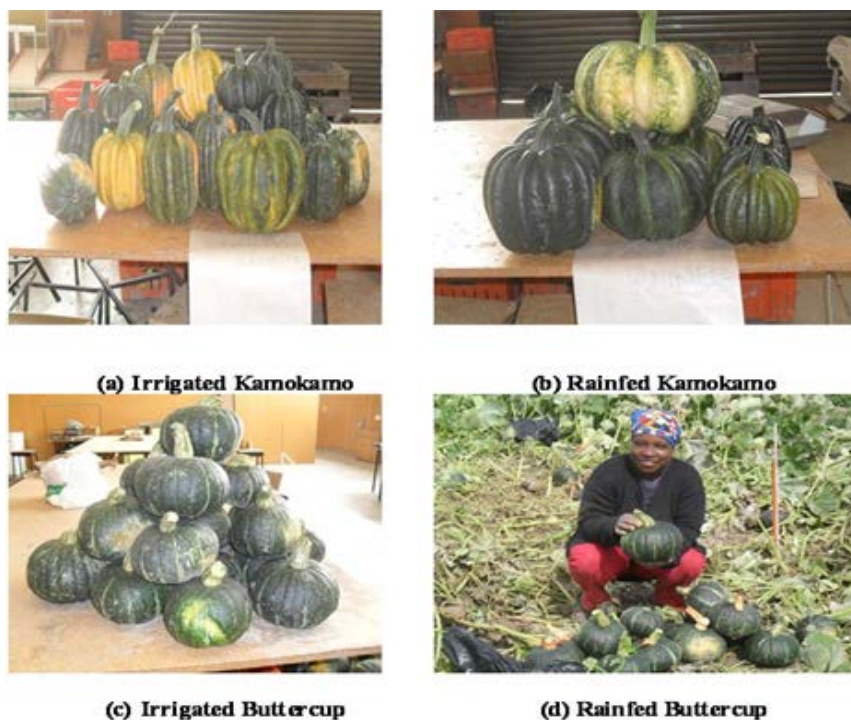 (a) Irrigated Kamokamo
(b) Rainfed Kamokamo
(c) Irrigated Buttercup
(d) Rainfed Buttercup